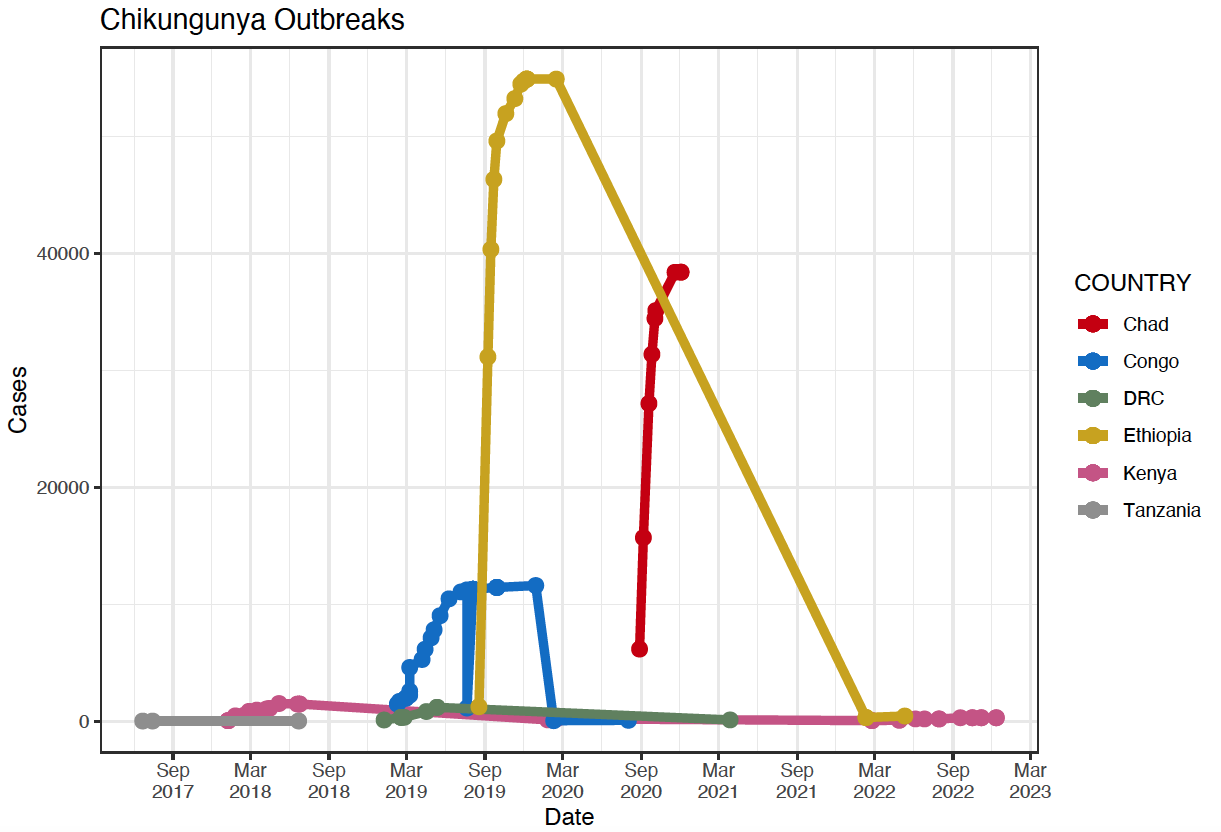 Chikungunya Outbreaks
Cases
40000
20000
0
Sep Mar Sep Mar Sep Mar Sep Mar Sep Mar Sep Mar
2017 2018 2018 2019 2019 2020 2020 2021 2021 2022 2022 2023
Date
COUNTRY
Chad
Congo
DRC
Ethiopia
Kenya
Tanzania